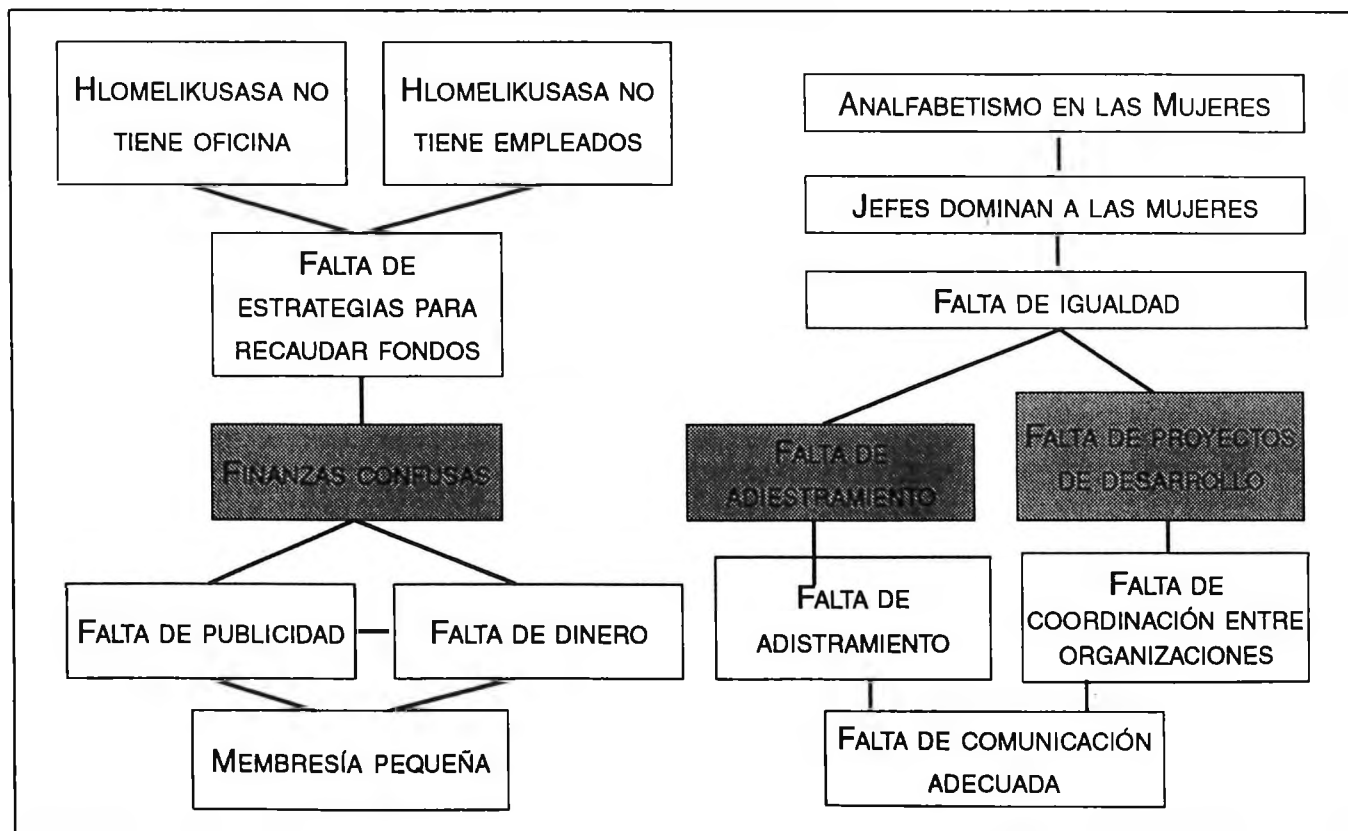 HLOMELIKUSASA NO
TIENE OFICINA
HLOMELIKUSASA NO
TIENE EMPLEADOS
FALTA DE
ESTRATEGIAS PARA
RECAUDAR FONDOS
FINANZAS CONFUSAS
FALTA DE PUBLICIDAD
FALTA DE DINERO
MEMBRESÍA PEQUEÑA
ANALFABETISMO EN LAS MUJERES
JEFES DOMINAN A LAS MUJERES
FALTA DE IGUALDAD
FALTA DE
ADIESTRAMIENTO
FALTA DE PROYECTOS
DE DESARROLLO
FALTA DE
ADISTRAMIENTO
FALTA DE
COORDINACIÓN ENTRE
ORGANIZACIONES
FALTA DE COMUNICACIÓN
ADECUADA